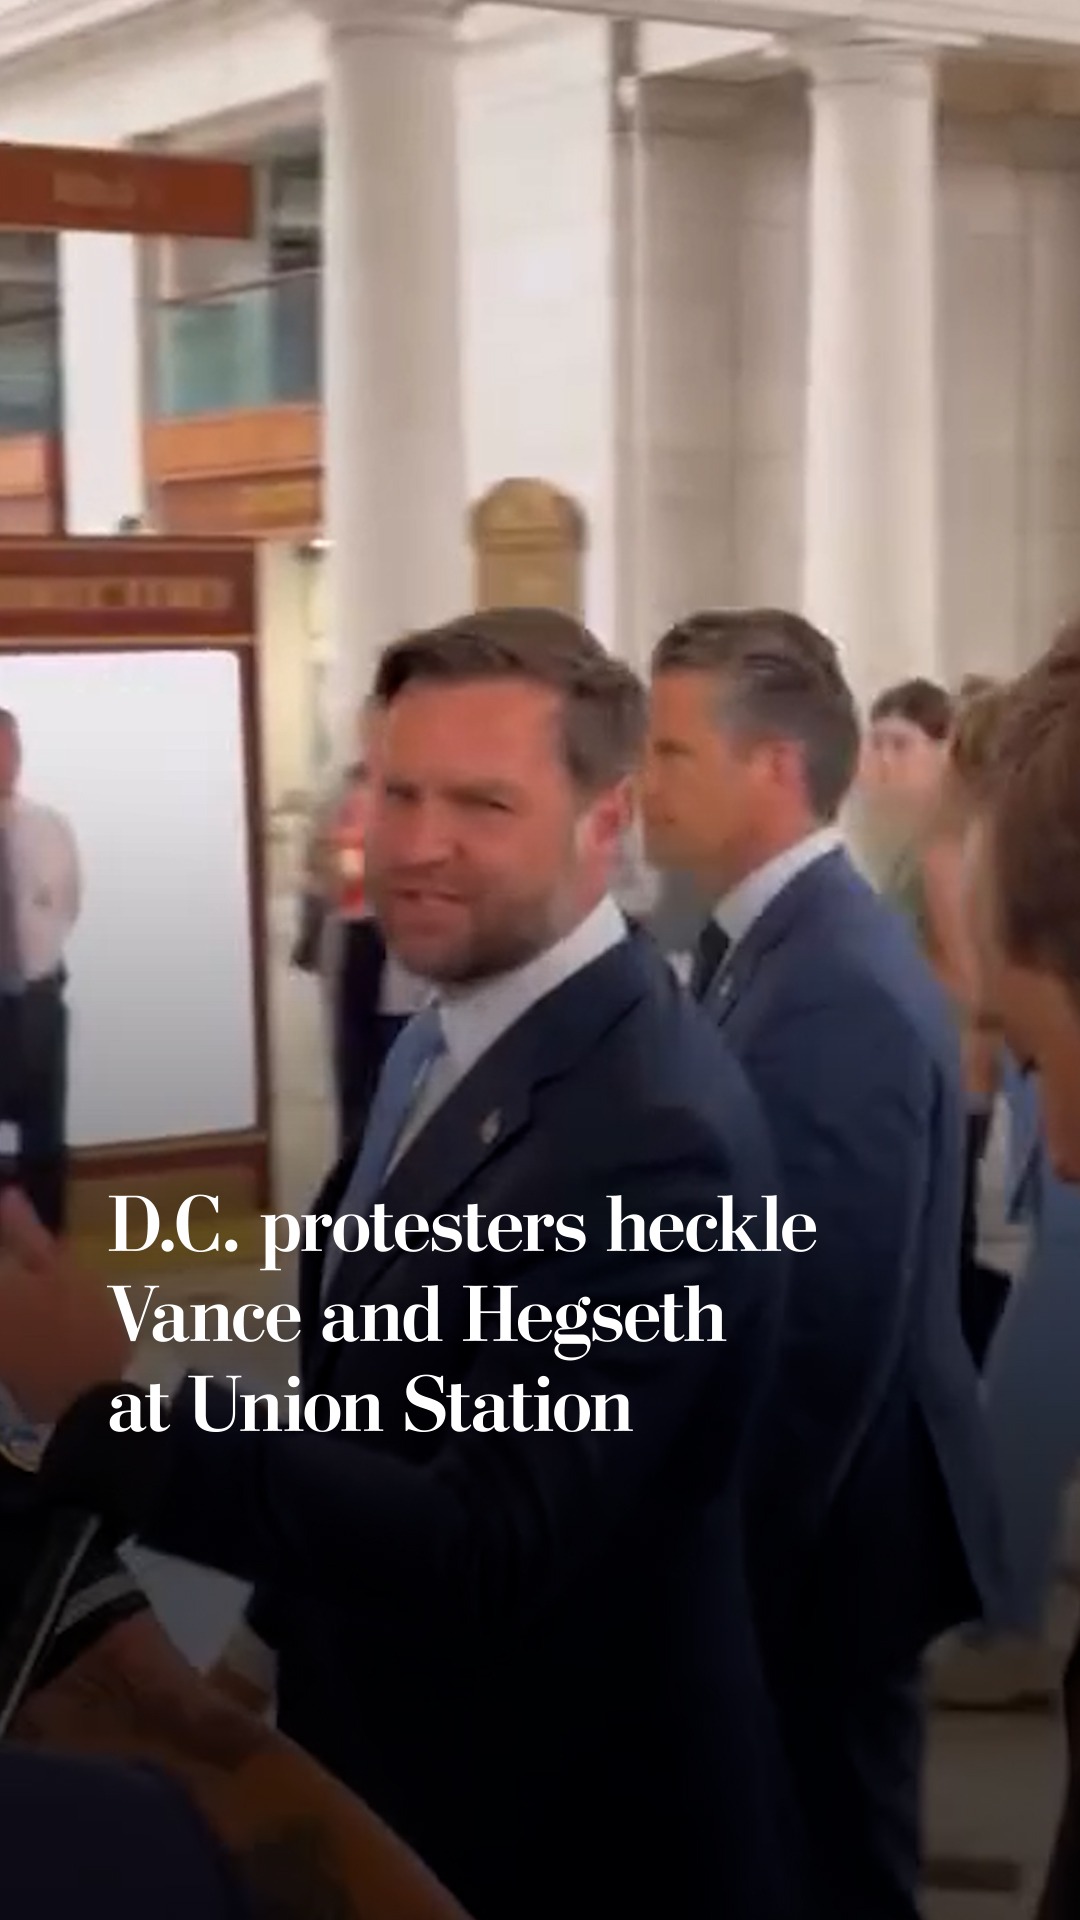 D.C. protesters heckle
Vance and Hegseth
at Union Station